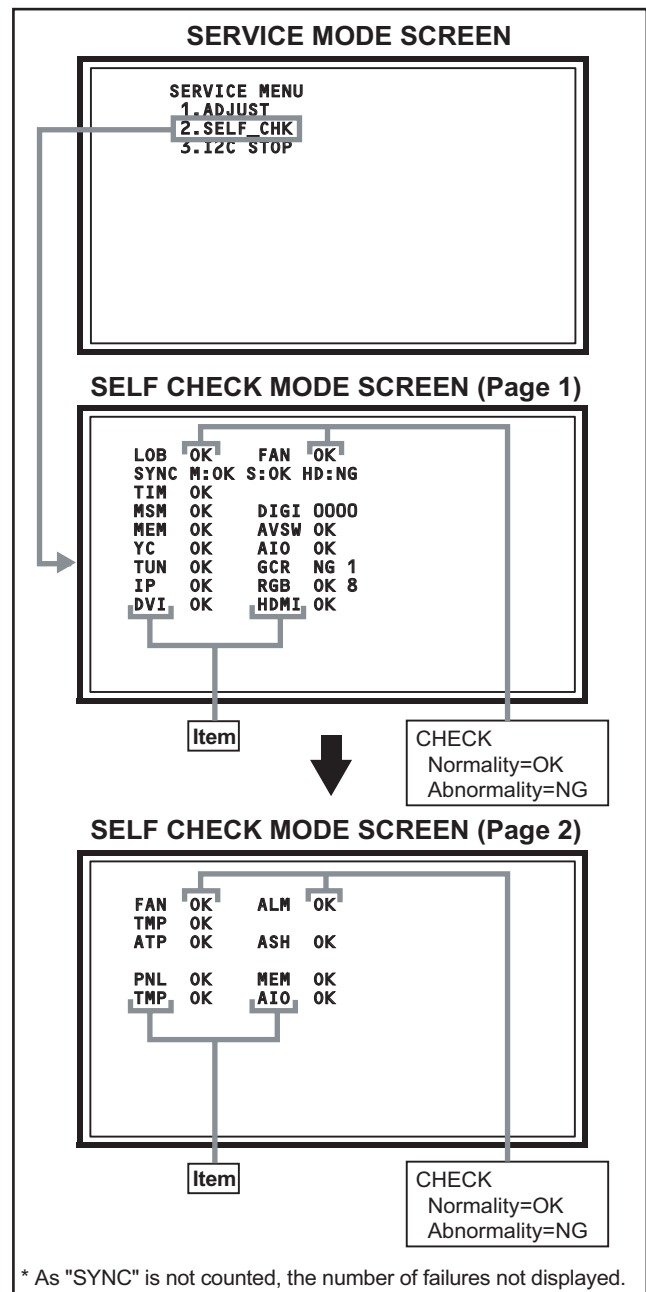 SERVICE MODE SCREEN
SERVICE MENU
1.ADJUST
2.SELF_CHK
3.I2C STOP
SELF CHECK MODE SCREEN (Page 1)
LOB OK FAN OK
SYNC M:OK S:OK HD:NG
TIM OK
MSM OK DIGI 0000
MEM OK AVSW OK
YC OK AIO OK
TUN OK GCR NG 1
IP OK RGB OK 8
DVI OK HDMI OK
Item
CHECK
Normality=OK
Abnormality=NG
SELF CHECK MODE SCREEN (Page 2)
FAN OK ALM OK
TMP OK
ATP OK ASH OK
PNL OK MEM OK
TMP OK AIO OK
Item
CHECK
Normality=OK
Abnormality=NG
* As "SYNC" is not counted, the number of failures not displayed.